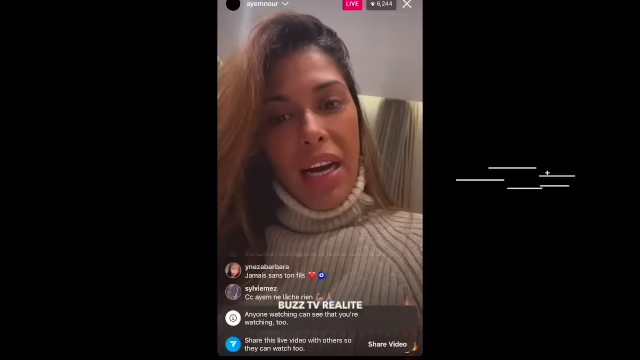 ayemnour
LIVE
6,244
ynezabarbara
Jamais sans ton fils ❤️🧿
sylviemez
Cc ayem ne lâche rien
BUZZ TV REALITE
Anyone watching can see that you're
watching, too.
Share this live video with others so
they can watch too.
Share Video